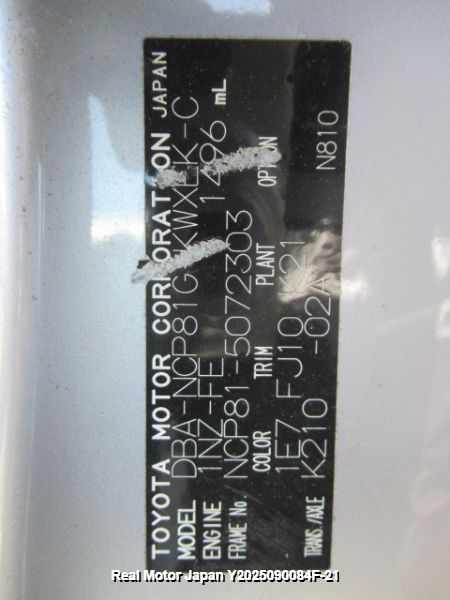 TOYOTA MOTOR CORPORATION JAPAN
MODEL DBA-NCP81G- KWXEK-C
ENGINE 1NZ-FE 1496 mL
FRAME No. NCP81-5072303
COLOR TRIM PLANT OPTION
1E7 FJ10 K21
TRANS./AXLE K210 -02A N810
Real Motor Japan Y2025090084F-21